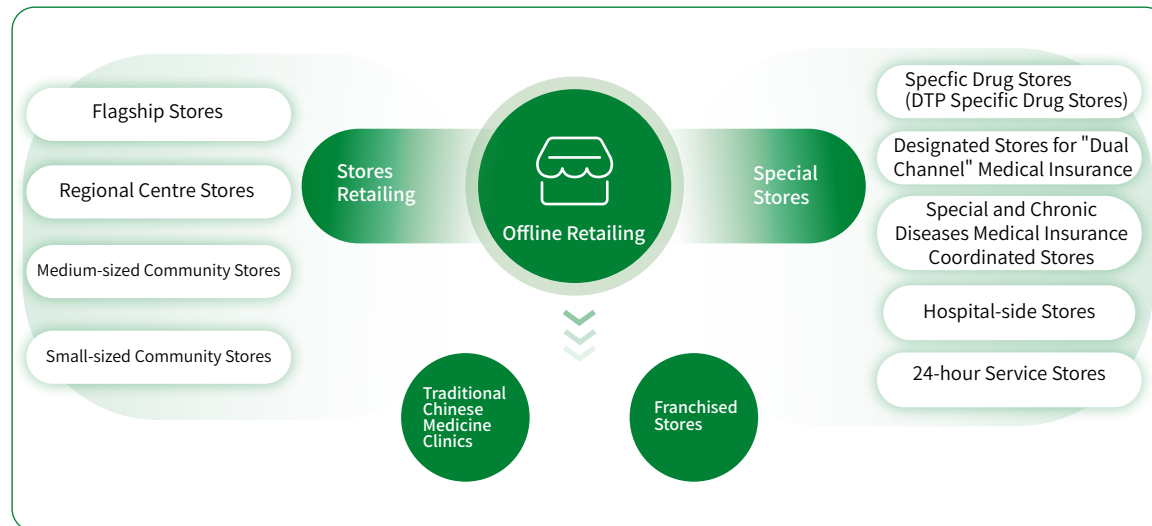 Flagship Stores
Regional Centre Stores
Medium-sized Community Stores
Small-sized Community Stores
Stores
Retailing
Offline Retailing
Special
Stores
Specfic Drug Stores
(DTP Specific Drug Stores)
Designated Stores for "Dual
Channel" Medical Insurance
Special and Chronic
Diseases Medical Insurance
Coordinated Stores
Hospital-side Stores
24-hour Service Stores
Traditional
Chinese
Medicine
Clinics
Franchised
Stores